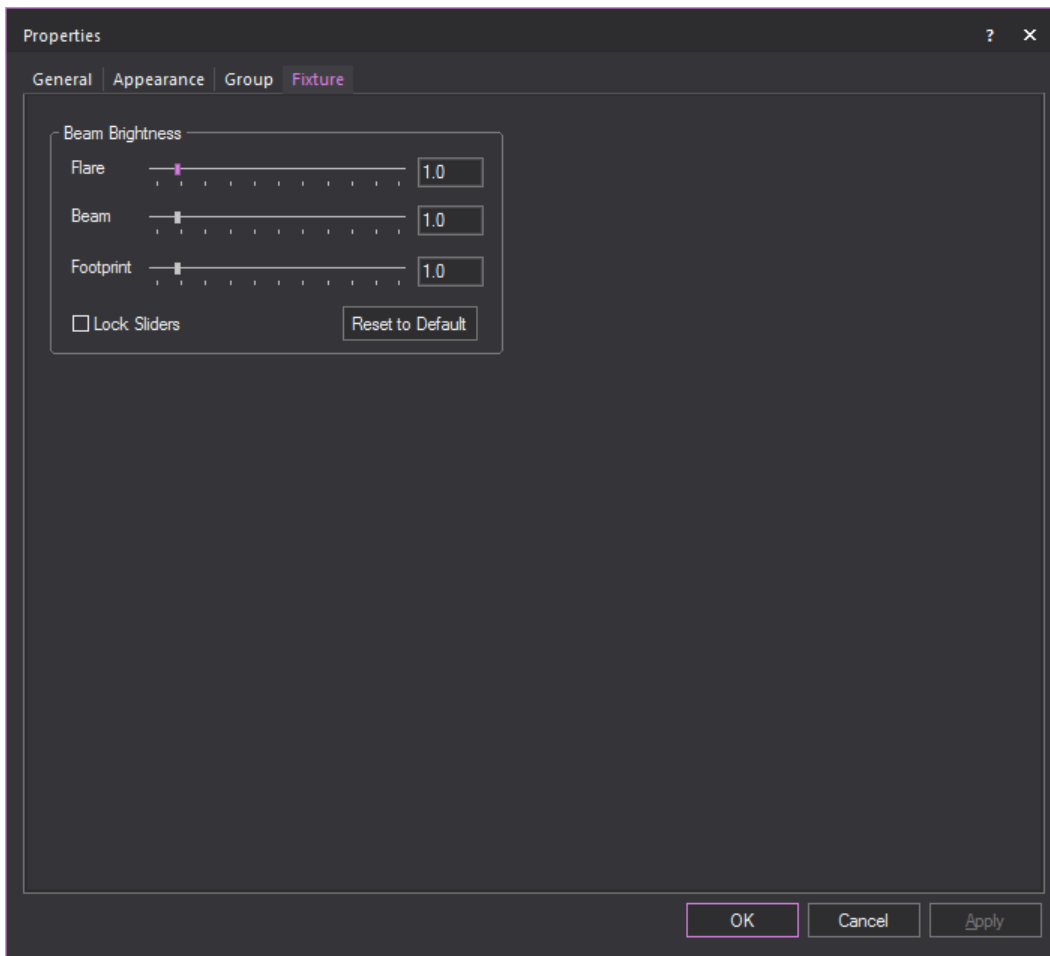 Properties ?
General Appearance Group Fixture
Beam Brightness
Flare 1.0
Beam 1.0
Footprint 1.0
Lock Sliders Reset to Default
OK Cancel Apply